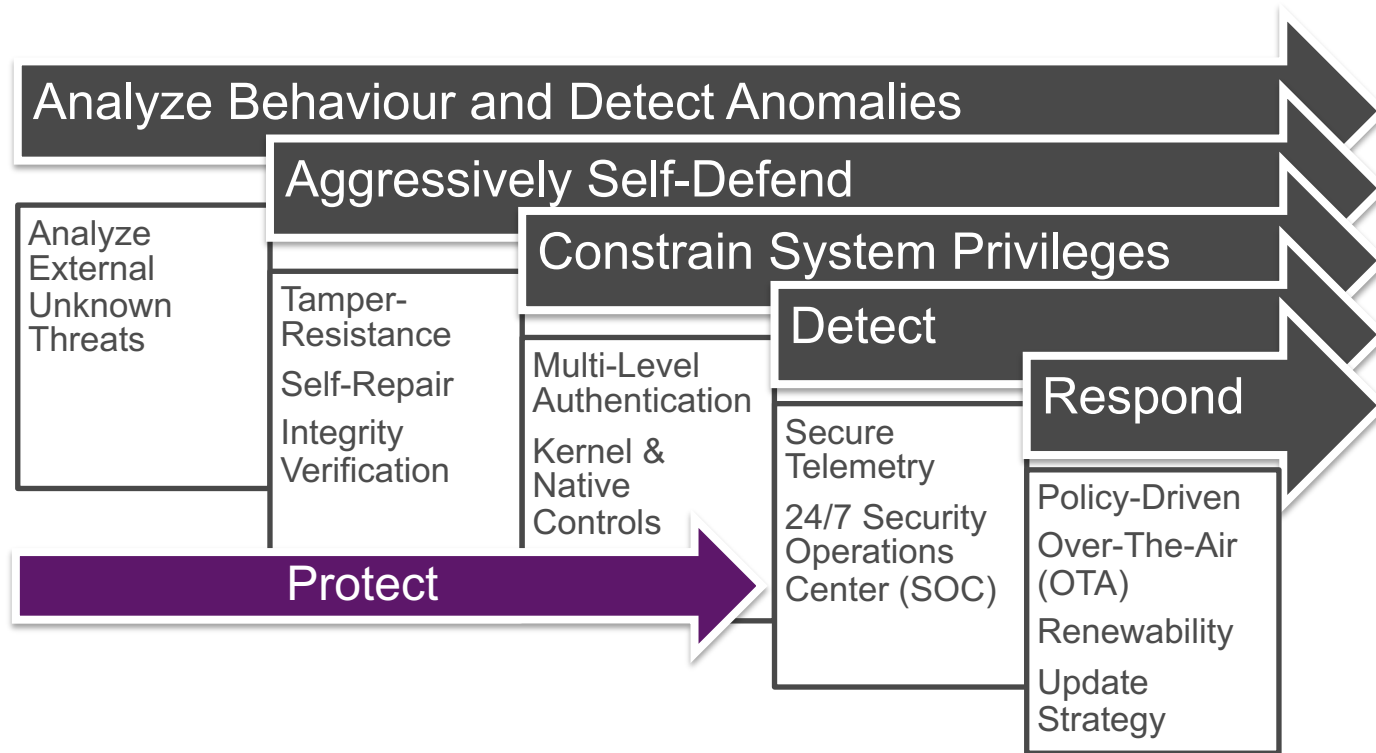 Analyze Behaviour and Detect Anomalies
Analyze
External
Unknown
Threats
Aggressively Self-Defend
Tamper-
Resistance
Self-Repair
Integrity
Verification
Constrain System Privileges
Multi-Level
Authentication
Kernel &
Native
Controls
Detect
Secure
Telemetry
24/7 Security
Operations
Center (SOC)
Respond
Policy-Driven
Over-The-Air
(OTA)
Renewability
Update
Strategy
Protect